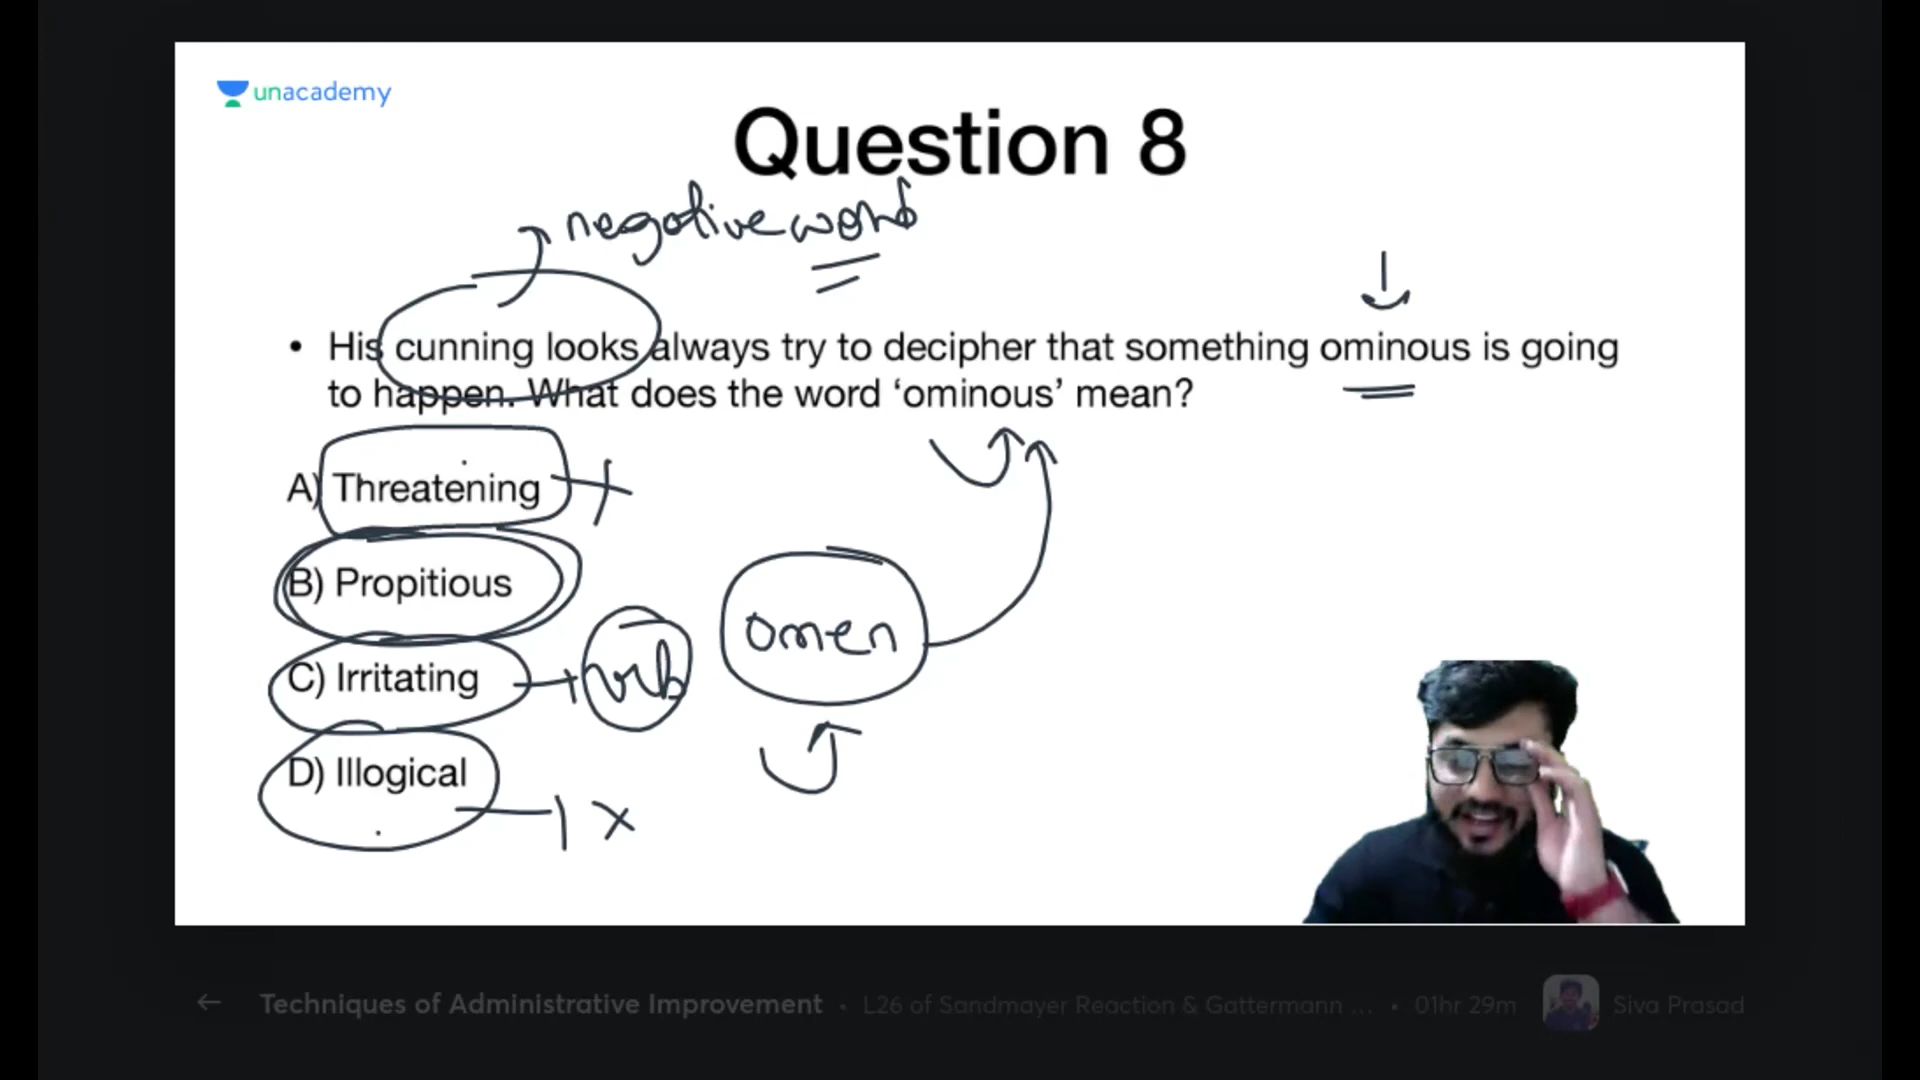 unacademy
Question 8
negative word
• His cunning looks always try to decipher that something ominous is going
to happen. What does the word ‘ominous’ mean?
A) Threatening
B) Propitious
omen
C) Irritating
D) Illogical
×
Techniques of Administrative Improvement • L26 of Sandmayer Reaction & Gattermann ... • 01hr 29m Siva Prasad